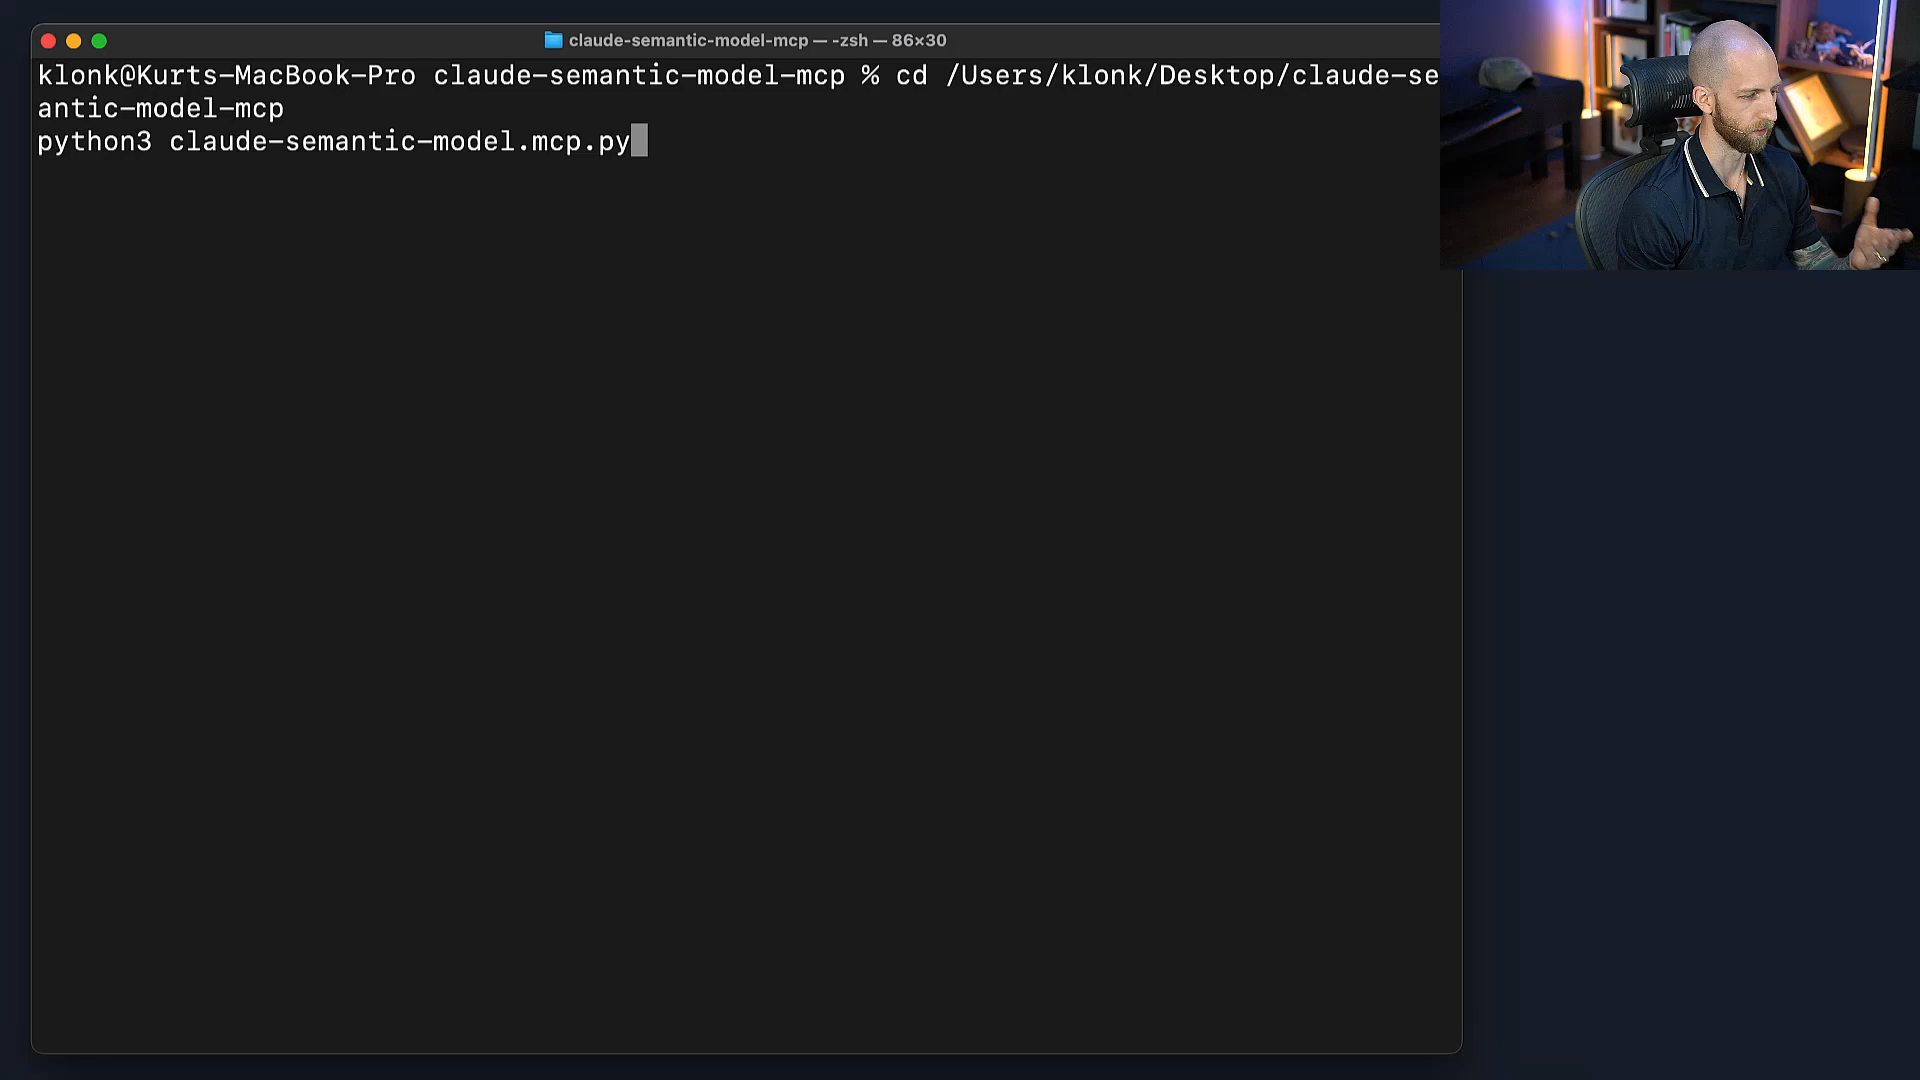 claude-semantic-model-mcp — -zsh — 86×30
klonk@Kurts-MacBook-Pro claude-semantic-model-mcp % cd /Users/klonk/Desktop/claude-se
antic-model-mcp
python3 claude-semantic-model.mcp.py